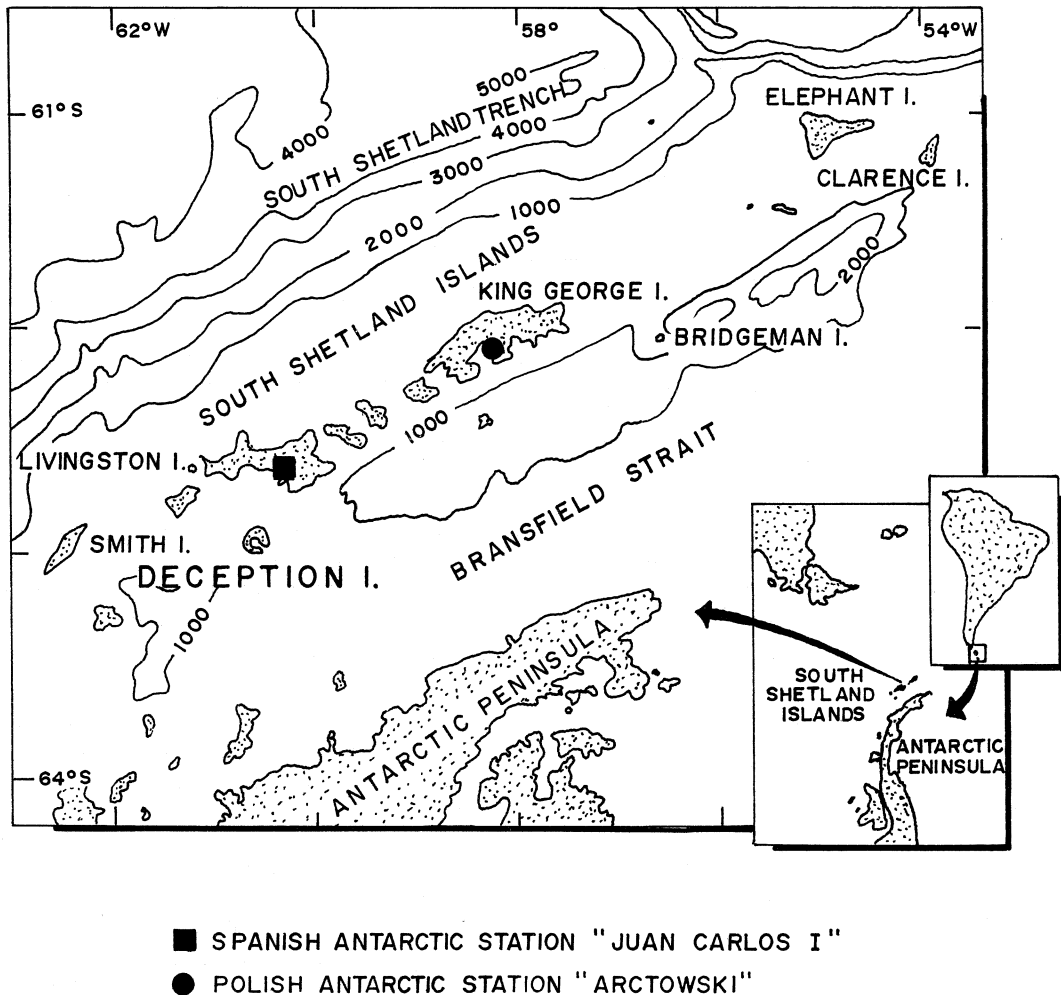 62°W
58°
54°W
61°S
5000
SOUTH SHETLAND TRENCH
4000
4000
3000
2000
1000
ELEPHANT I.
CLARENCE I.
2000
SOUTH SHETLAND ISLANDS
KING GEORGE I.
BRIDGEMAN I.
1000
LIVINGSTON I.
BRANSFIELD STRAIT
SMITH I.
DECEPTION I.
1000
ANTARCTIC PENINSULA
64°S
SOUTH
SHETLAND
ISLANDS
ANTARCTIC
PENINSULA
SPANISH ANTARCTIC STATION "JUAN CARLOS I"
POLISH ANTARCTIC STATION "ARCTOWSKI"